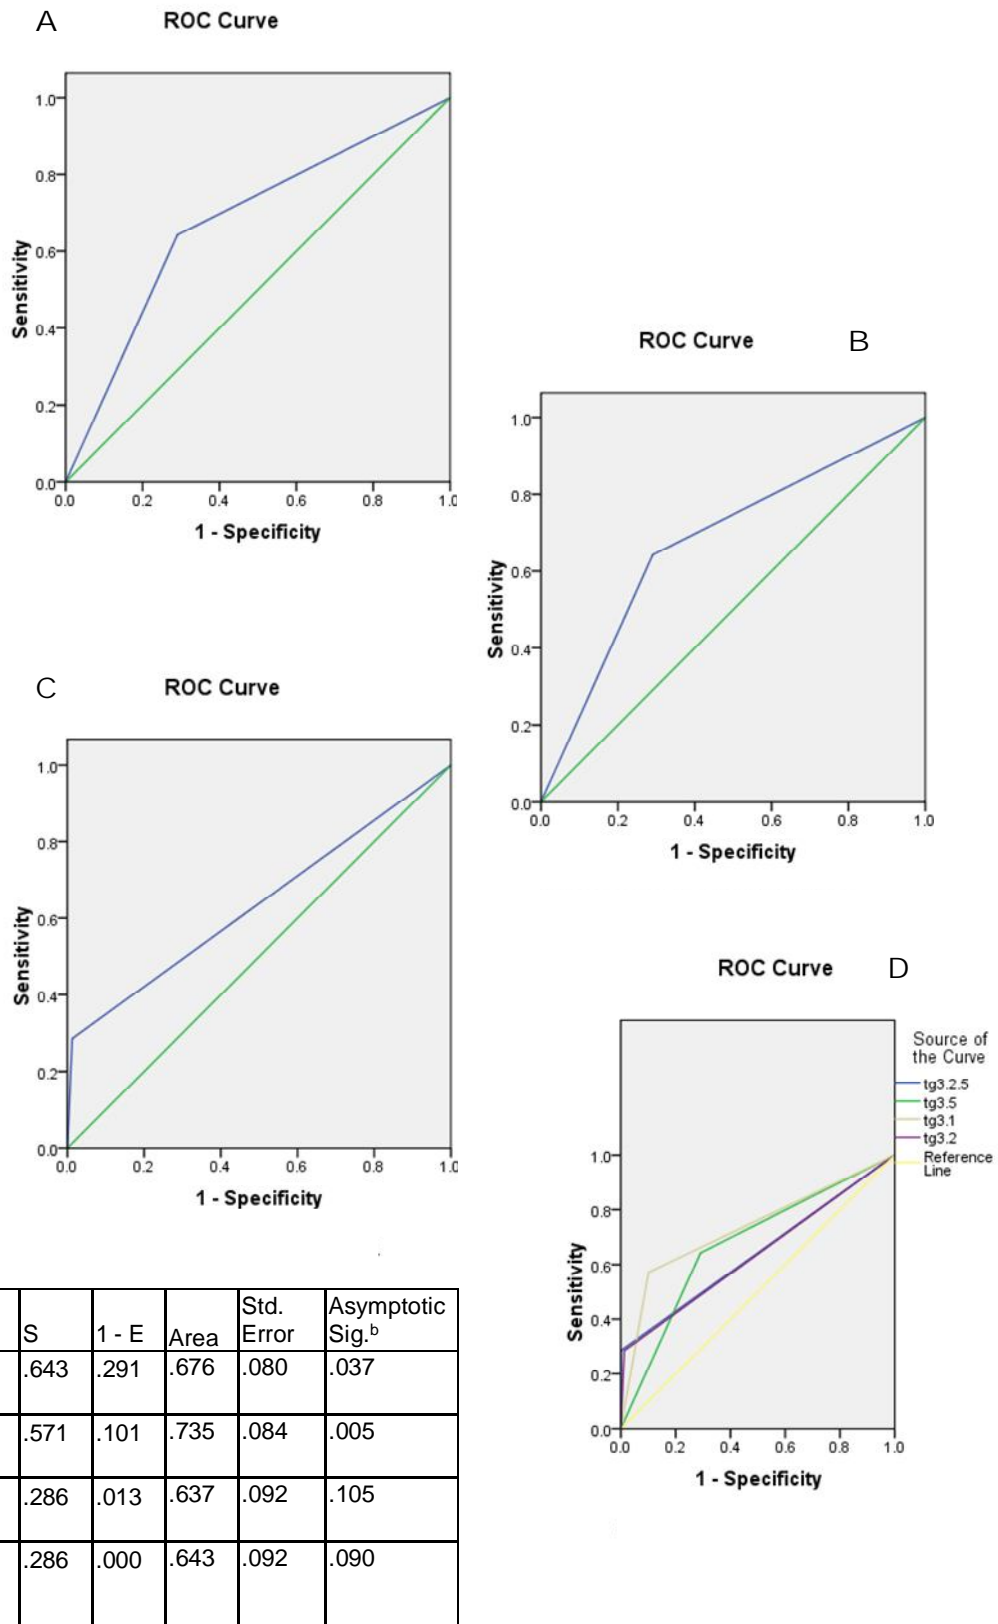 A
ROC Curve
1.0
0.8
0.6
0.4
0.2
0.0
Sensitivity
0.0 0.2 0.4 0.6 0.8 1.0
1 - Specificity
ROC Curve B
1.0
0.8
0.6
0.4
0.2
0.0
Sensitivity
0.0 0.2 0.4 0.6 0.8 1.0
1 - Specificity
C
ROC Curve
1.0
0.8
0.6
0.4
0.2
0.0
Sensitivity
0.0 0.2 0.4 0.6 0.8 1.0
1 - Specificity
ROC Curve D
Source of
the Curve
tg3.2.5
tg3.5
tg3.1
tg3.2
Reference
Line
1.0
0.8
0.6
0.4
0.2
0.0
Sensitivity
0.0 0.2 0.4 0.6 0.8 1.0
1 - Specificity
S 1 - E Area Std. Error Asymptotic Sig.b
.643 .291 .676 .080 .037
.571 .101 .735 .084 .005
.286 .013 .637 .092 .105
.286 .000 .643 .092 .090